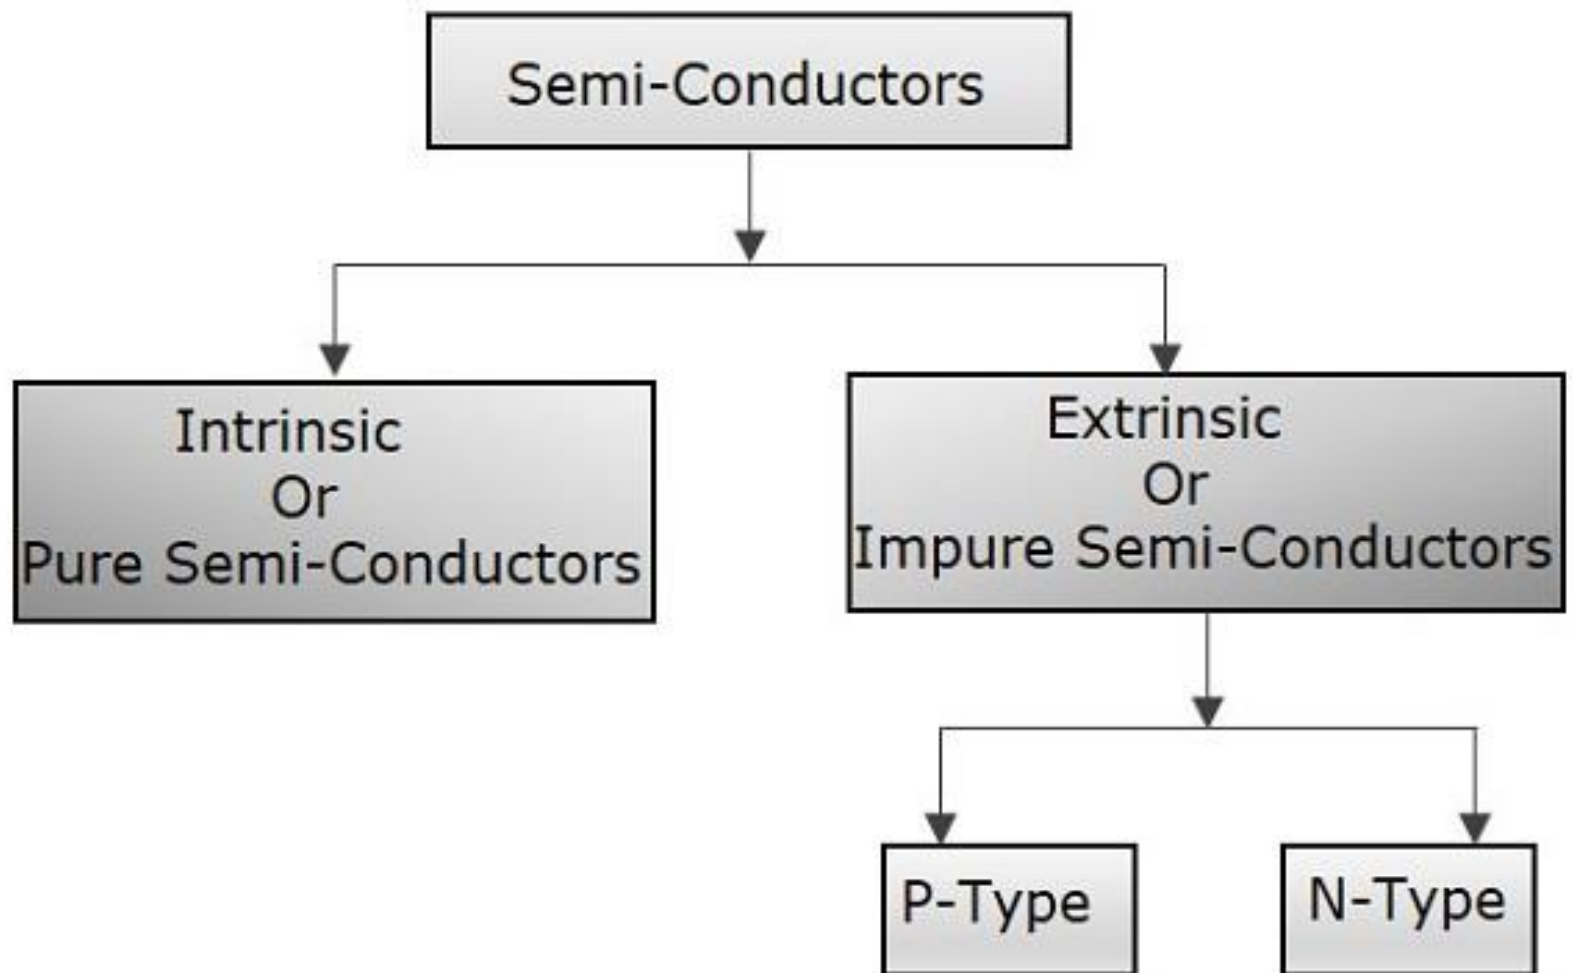 Semi-Conductors
Intrinsic
Or
Pure Semi-Conductors
Extrinsic
Or
Impure Semi-Conductors
P-Type
N-Type